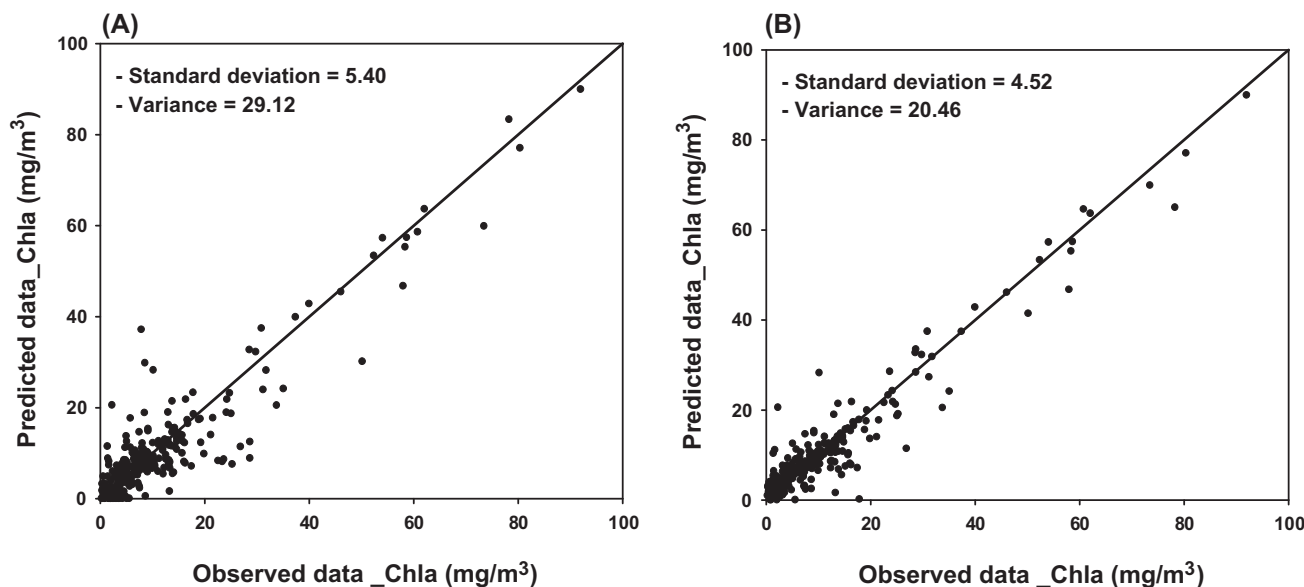 (A)
100
80
60
40
20
0
Predicted data_Chla (mg/m³)
- Standard deviation = 5.40
- Variance = 29.12
0 20 40 60 80 100
Observed data _Chla (mg/m³)
(B)
100
80
60
40
20
0
Predicted data_Chla (mg/m³)
- Standard deviation = 4.52
- Variance = 20.46
0 20 40 60 80 100
Observed data _Chla (mg/m³)